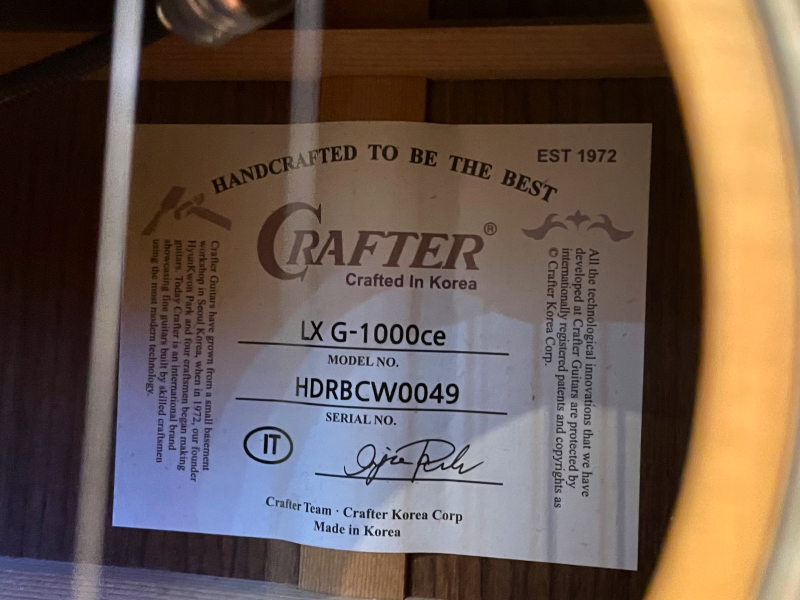 HANDCRAFTED TO BE THE BEST
EST 1972
CRAFTER®
Crafted In Korea
LX G-1000ce
MODEL NO.
HDRBCW0049
SERIAL NO.
IT
Crafter Team · Crafter Korea Corp
Made in Korea
Crafter Guitars have grown from a small basement
workshop in Seoul Korea, when in 1972, our founder
HyunKwon Park and four craftsmen began making
guitars. Today Crafter is an international brand
showcasing fine guitars built by skilled craftsmen
using the most modern technology.
All the technological innovations that we have
developed at Crafter Guitars are protected by
internationally registered patents and copyrights as
© Crafter Korea Corp.